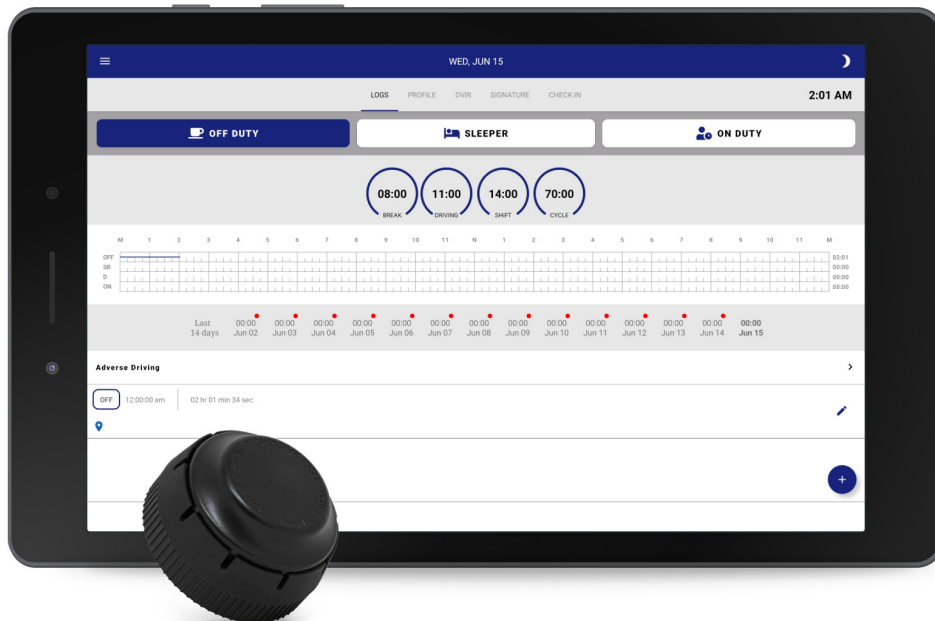 WED, JUN 15
LOGS PROFILE DVIR SIGNATURE CHECK IN 2:01 AM
OFF DUTY SLEEPER ON DUTY
08:00 11:00 14:00 70:00
BREAK DRIVING SHIFT CYCLE
M 1 2 3 4 5 6 7 8 9 10 11 N 1 2 3 4 5 6 7 8 9 10 11 M
OFF 02:01
SB 00:00
D 00:00
ON 00:00
Last 00:00 00:00 00:00 00:00 00:00 00:00 00:00 00:00 00:00 00:00 00:00 00:00 00:00 00:00
14 days Jun 02 Jun 03 Jun 04 Jun 05 Jun 06 Jun 07 Jun 08 Jun 09 Jun 10 Jun 11 Jun 12 Jun 13 Jun 14 Jun 15
Adverse Driving
OFF 12:00:00 am 02 hr 01 min 34 sec